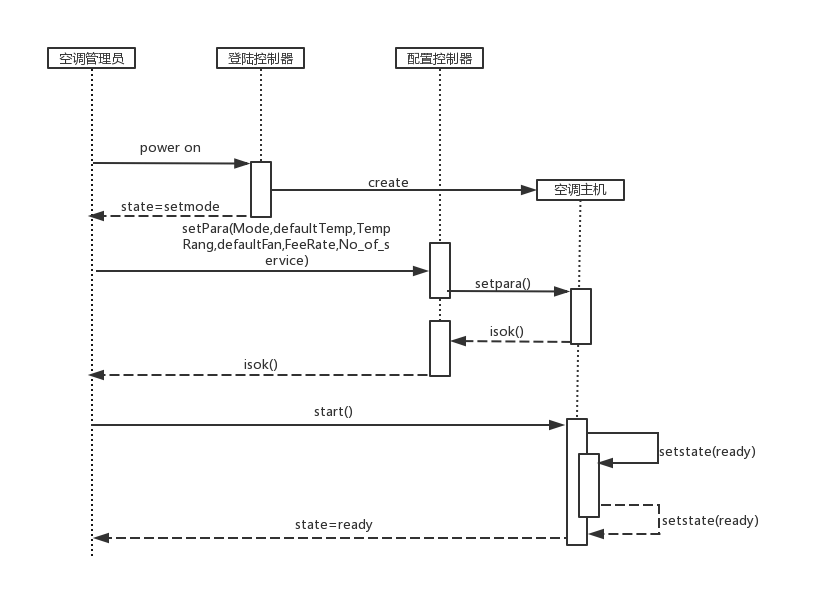 空调管理员
登陆控制器
配置控制器
power on
create
空调主机
state=setmode
setPara(Mode,defaultTemp,Temp
Rang,defaultFan,FeeRate,No_of_s
ervice)
setpara()
isok()
isok()
start()
setstate(ready)
setstate(ready)
state=ready